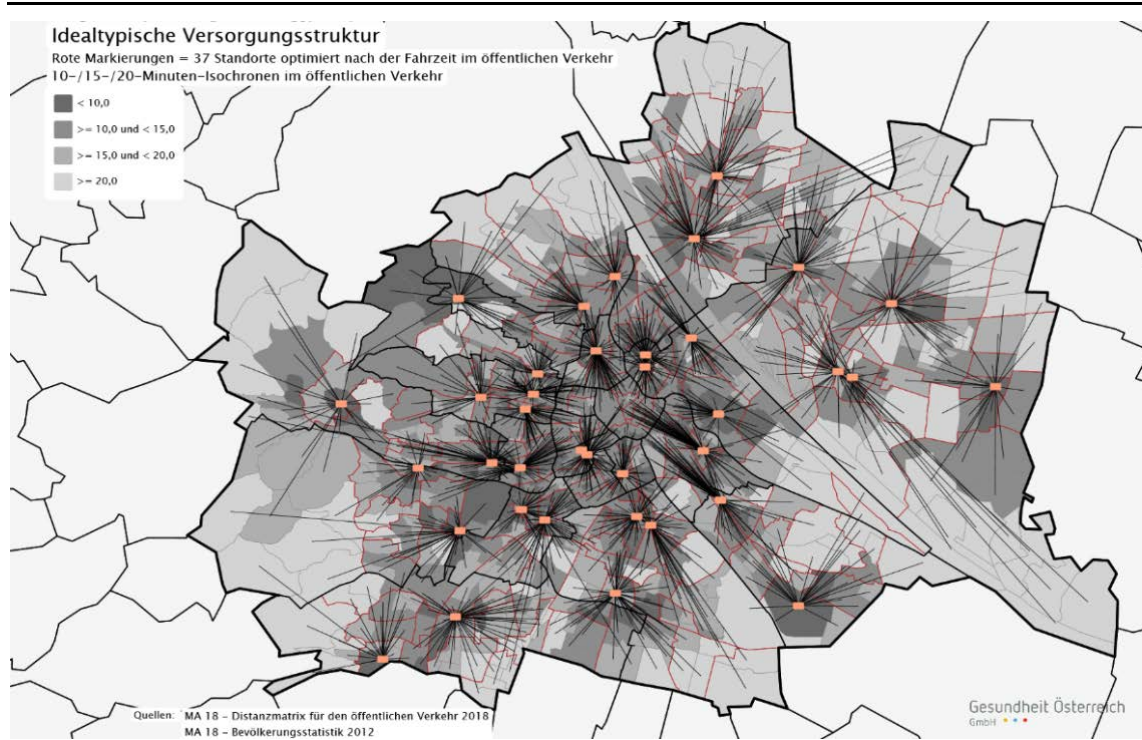 Idealtypische Versorgungsstruktur
Rote Markierungen = 37 Standorte optimiert nach der Fahrzeit im öffentlichen Verkehr
10-/15-/20-Minuten-Isochronen im öffentlichen Verkehr
< 10,0
>= 10,0 und < 15,0
>= 15,0 und < 20,0
>= 20,0
Quellen: MA 18 – Distanzmatrix für den öffentlichen Verkehr 2018
MA 18 – Bevölkerungsstatistik 2012
Gesundheit Österreich
GmbH